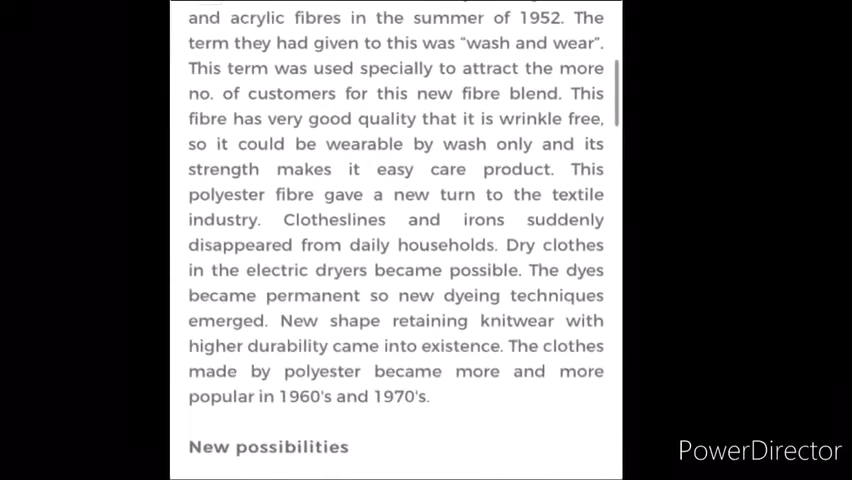 and acrylic fibres in the summer of 1952. The
term they had given to this was "wash and wear".
This term was used specially to attract the more
no. of customers for this new fibre blend. This
fibre has very good quality that it is wrinkle free,
so it could be wearable by wash only and its
strength makes it easy care product. This
polyester fibre gave a new turn to the textile
industry. Clotheslines and irons suddenly
disappeared from daily households. Dry clothes
in the electric dryers became possible. The dyes
became permanent so new dyeing techniques
emerged. New shape retaining knitwear with
higher durability came into existence. The clothes
made by polyester became more and more
popular in 1960's and 1970's.
New possibilities
PowerDirector